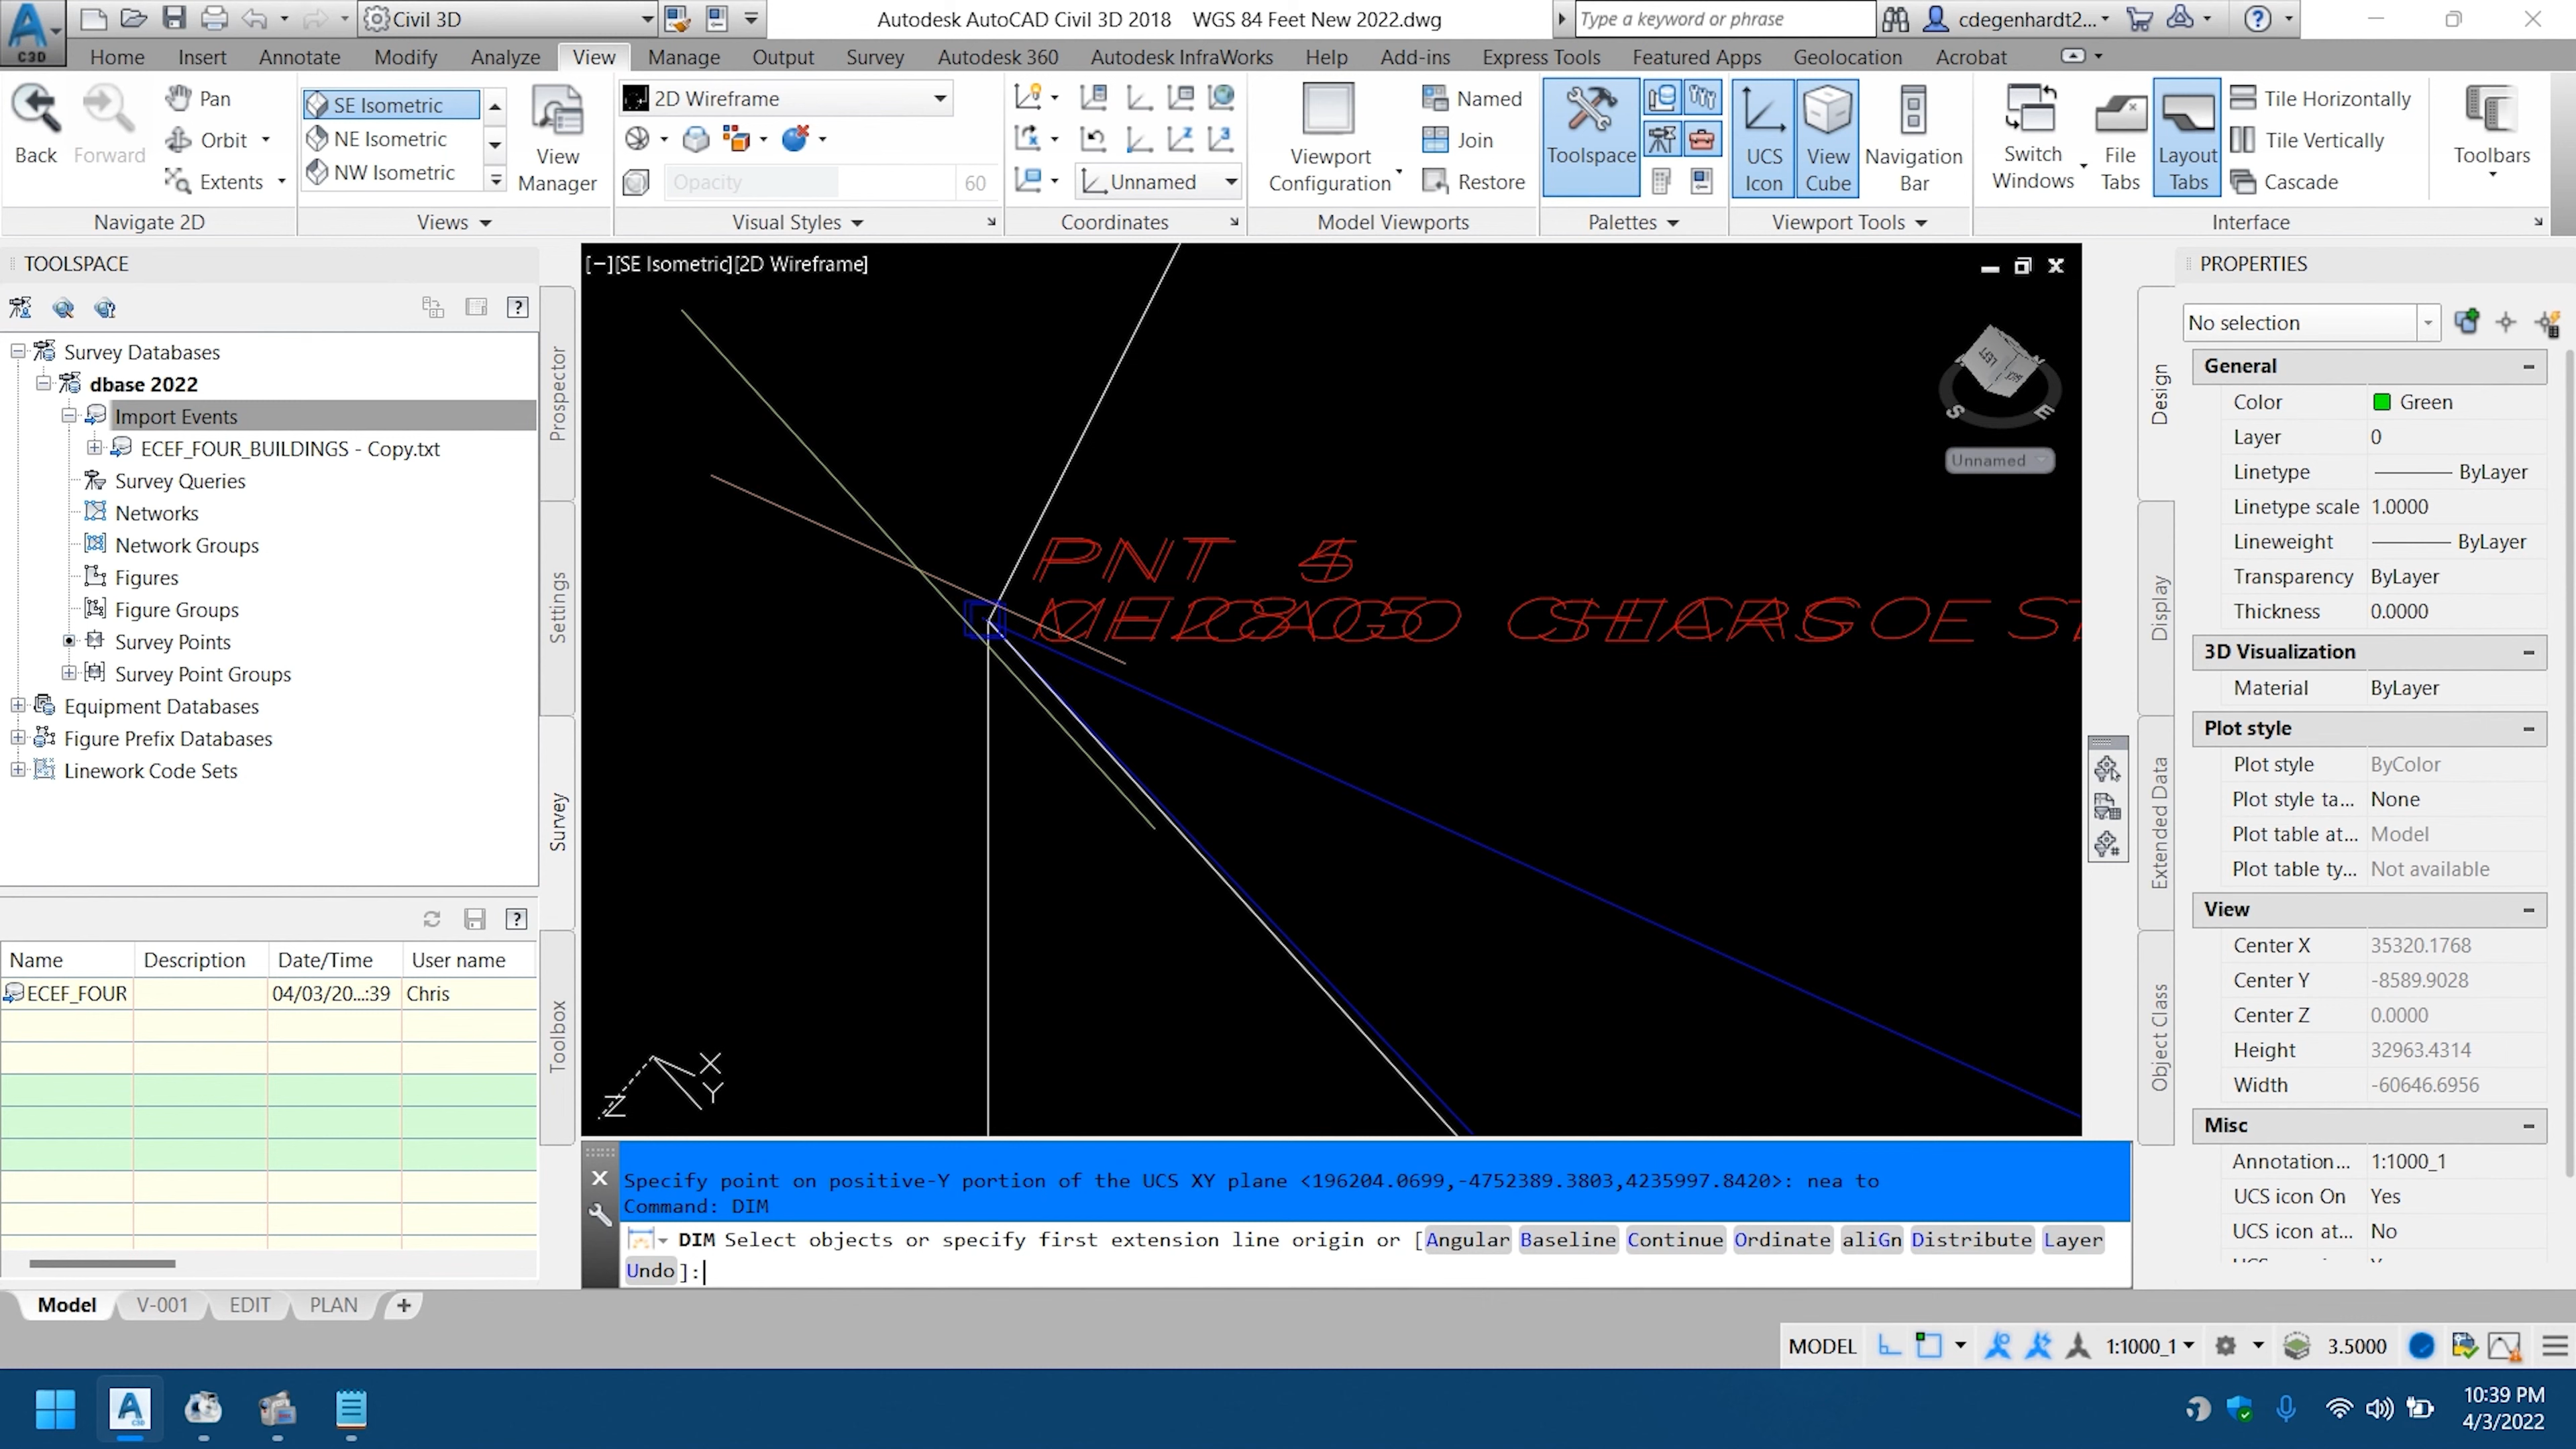 Civil 3D
Autodesk AutoCAD Civil 3D 2018 WGS 84 Feet New 2022.dwg
Type a keyword or phrase
cdegenhardt2...
C3D
Home Insert Annotate Modify Analyze View Manage Output Survey Autodesk 360 Autodesk InfraWorks Help Add-ins Express Tools Featured Apps Geolocation Acrobat
Back
Forward
Pan
Orbit
Extents
Navigate 2D
SE Isometric
NE Isometric
NW Isometric
View Manager
Views
2D Wireframe
Opacity 60
Visual Styles
Unnamed
Coordinates
Viewport Configuration
Named
Join
Restore
Model Viewports
Toolspace
Palettes
UCS Icon
View Cube
Navigation Bar
Viewport Tools
Switch Windows
File Tabs
Layout Tabs
Tile Horizontally
Tile Vertically
Cascade
Interface
Toolbars
TOOLSPACE
Survey Databases
dbase 2022
Import Events
ECEF_FOUR_BUILDINGS - Copy.txt
Survey Queries
Networks
Network Groups
Figures
Figure Groups
Survey Points
Survey Point Groups
Equipment Databases
Figure Prefix Databases
Linework Code Sets
Prospector
Settings
Survey
Toolbox
Name Description Date/Time User name
ECEF_FOUR 04/03/20...:39 Chris
[−][SE Isometric][2D Wireframe]
PNT
LEFT
S E
Unnamed
X
Y
Z
Specify point on positive-Y portion of the UCS XY plane <196204.0699,-4752389.3803,4235997.8420>: nea to
Command: DIM
DIM Select objects or specify first extension line origin or [Angular Baseline Continue Ordinate aliGn Distribute Layer
Undo]:
PROPERTIES
No selection
Design
Display
Extended Data
Object Class
General
Color Green
Layer 0
Linetype ByLayer
Linetype scale 1.0000
Lineweight ByLayer
Transparency ByLayer
Thickness 0.0000
3D Visualization
Material ByLayer
Plot style
Plot style ByColor
Plot style ta... None
Plot table at... Model
Plot table ty... Not available
View
Center X 35320.1768
Center Y -8589.9028
Center Z 0.0000
Height 32963.4314
Width -60646.6956
Misc
Annotation... 1:1000_1
UCS icon On Yes
UCS icon at... No
Model V-001 EDIT PLAN +
MODEL 1:1000_1 3.5000
10:39 PM
4/3/2022